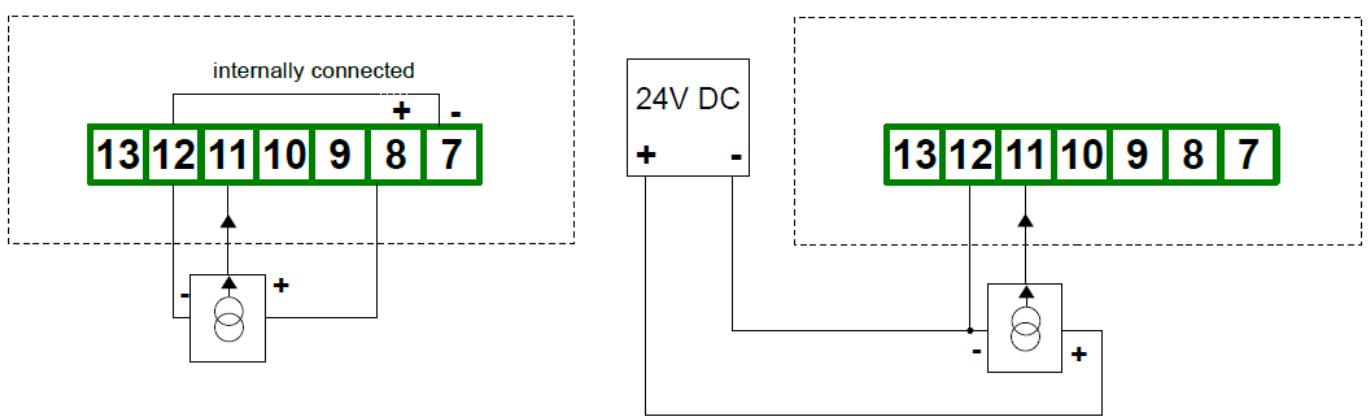 internally connected
+ -
13 12 11 10 9 8 7
- +
24V DC
+ -
13 12 11 10 9 8 7
- +